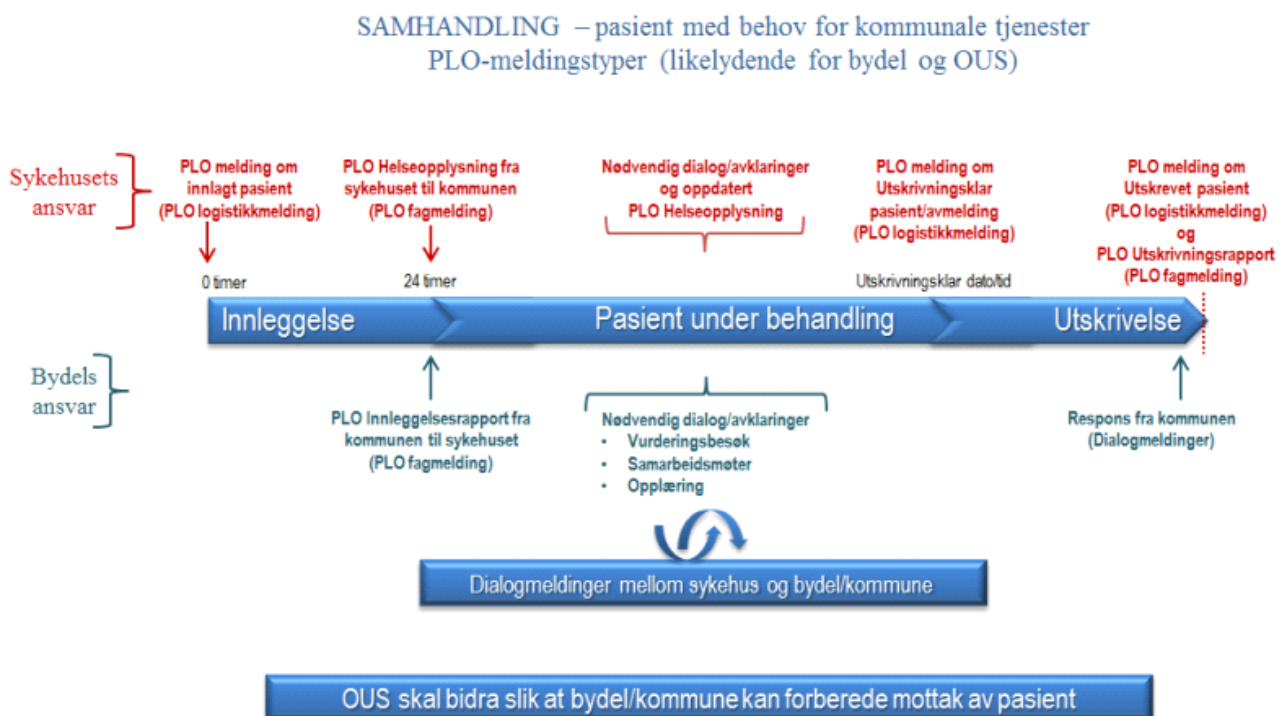 SAMHANDLING – pasient med behov for kommunale tjenester
PLO-meldingstyper (likelydende for bydel og OUS)
Sykehusets
ansvar
PLO melding om
innlagt pasient
(PLO logistikkmelding)
PLO Helseopplysning fra
sykehuset til kommunen
(PLO fagmelding)
Nødvendig dialog/avklaringer
og oppdatert
PLO Helseopplysning
PLO melding om
Utskrivningsklar
pasient/avmelding
(PLO logistikkmelding)
PLO melding om
Utskrevet pasient
(PLO logistikkmelding)
og
PLO Utskrivningsrapport
(PLO fagmelding)
0 timer
24 timer
Utskrivningsklar dato/tid
Innleggelse
Pasient under behandling
Utskrivelse
Bydels
ansvar
PLO Innleggelsesrapport fra
kommunen til sykehuset
(PLO fagmelding)
Nødvendig dialog/avklaringer
• Vurderingsbesøk
• Samarbeidsmøter
• Opplæring
Respons fra kommunen
(Dialogmeldinger)
Dialogmeldinger mellom sykehus og bydel/kommune
OUS skal bidra slik at bydel/kommune kan forberede mottak av pasient